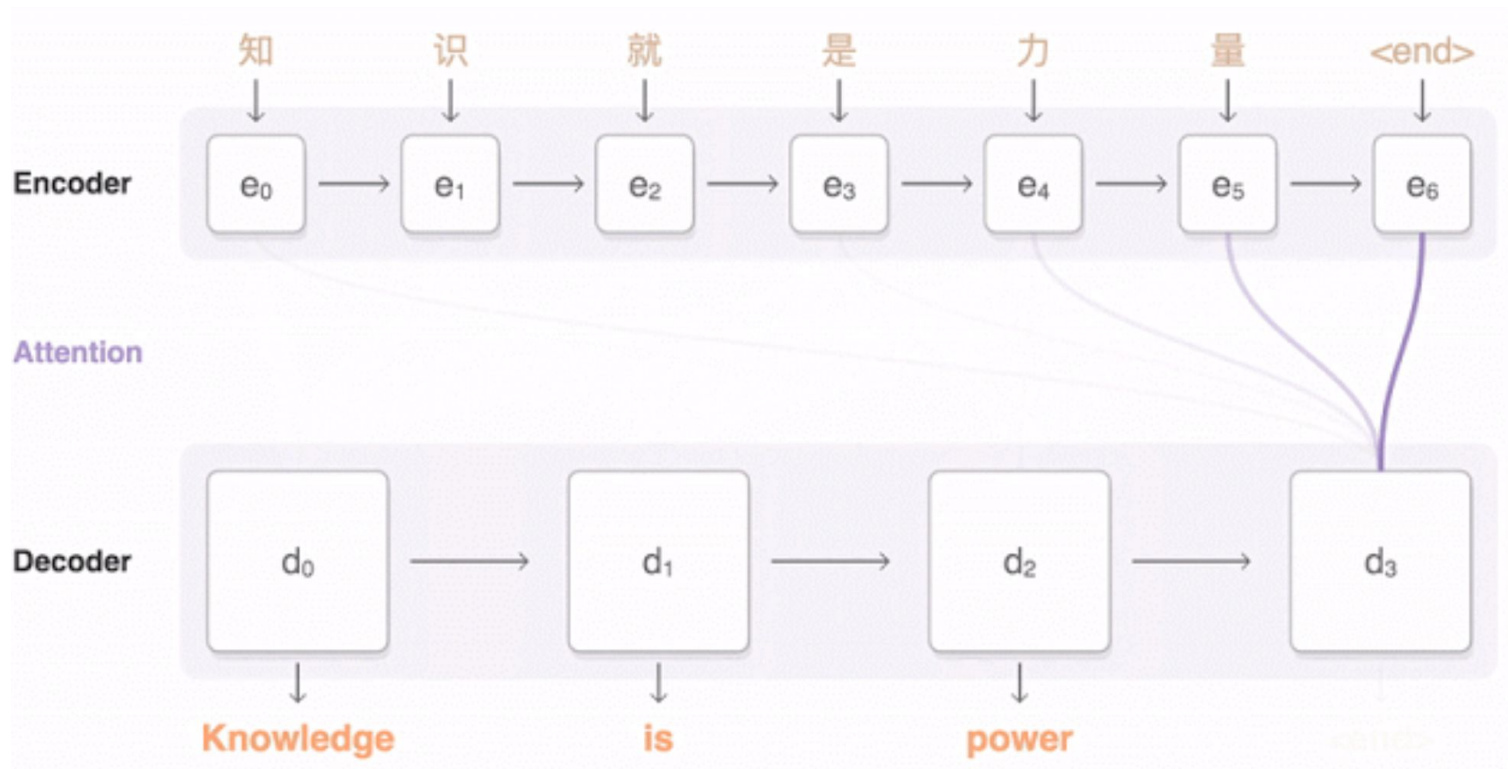 知 识 就 是 力 量 <end>
Encoder e₀ e₁ e₂ e₃ e₄ e₅ e₆
Attention
Decoder d₀ d₁ d₂ d₃
Knowledge is power <end>